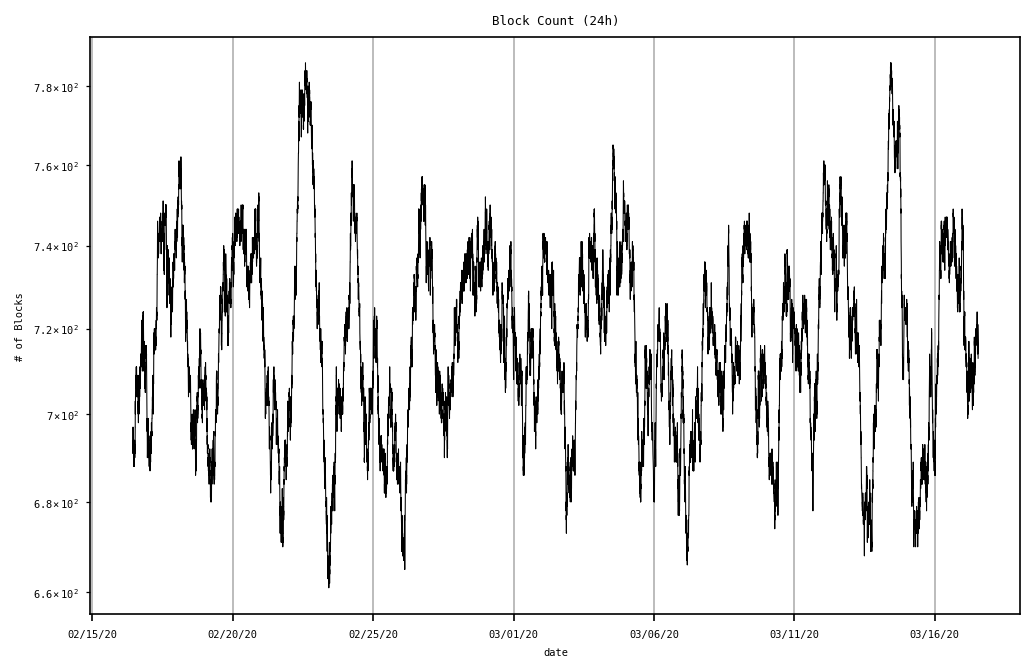 Block Count (24h)
# of Blocks
7.8×10²
7.6×10²
7.4×10²
7.2×10²
7×10²
6.8×10²
6.6×10²
02/15/20 02/20/20 02/25/20 03/01/20 03/06/20 03/11/20 03/16/20
date